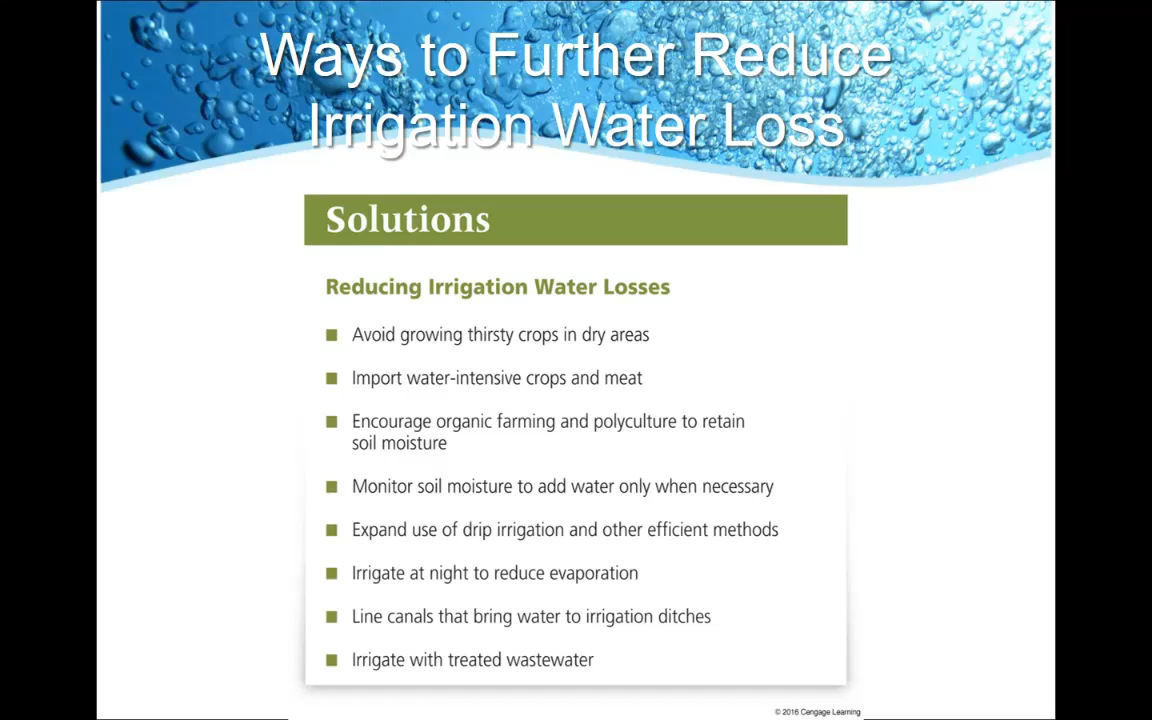 Ways to Further Reduce
Irrigation Water Loss
Solutions
Reducing Irrigation Water Losses
Avoid growing thirsty crops in dry areas
Import water-intensive crops and meat
Encourage organic farming and polyculture to retain
soil moisture
Monitor soil moisture to add water only when necessary
Expand use of drip irrigation and other efficient methods
Irrigate at night to reduce evaporation
Line canals that bring water to irrigation ditches
Irrigate with treated wastewater
© 2016 Cengage Learning